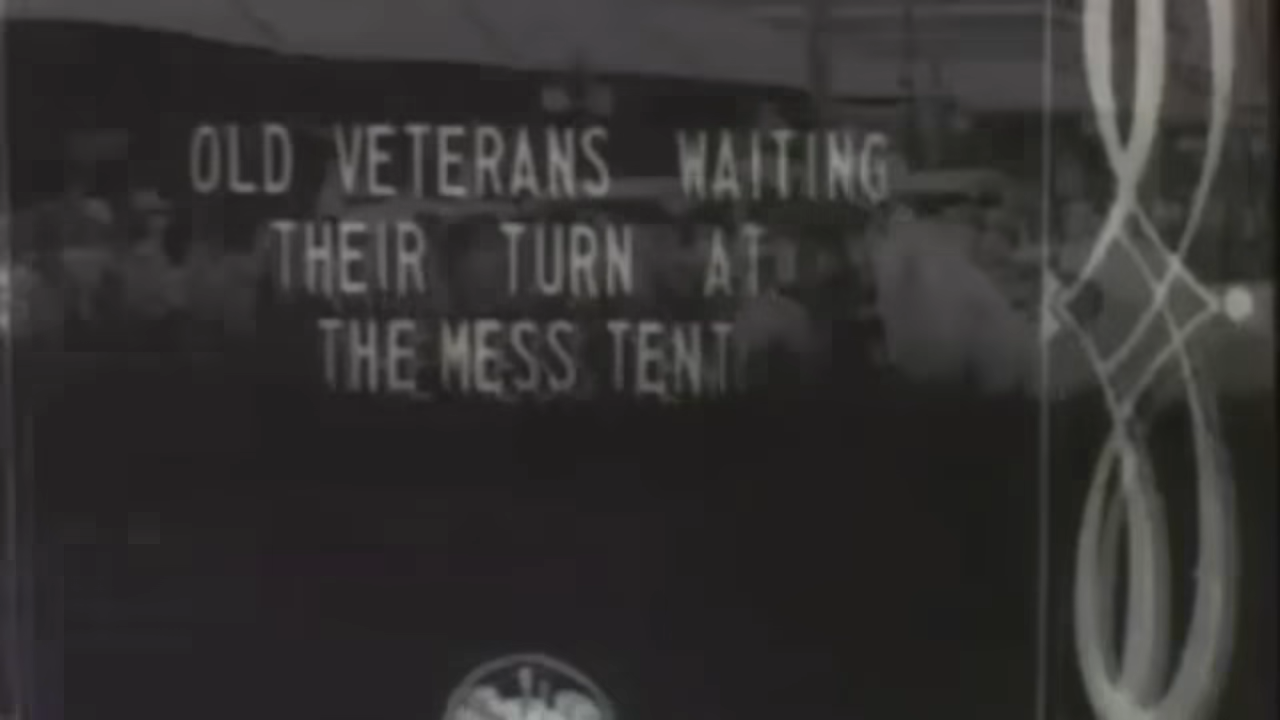 OLD VETERANS WAITING
THEIR TURN AT
THE MESS TENT